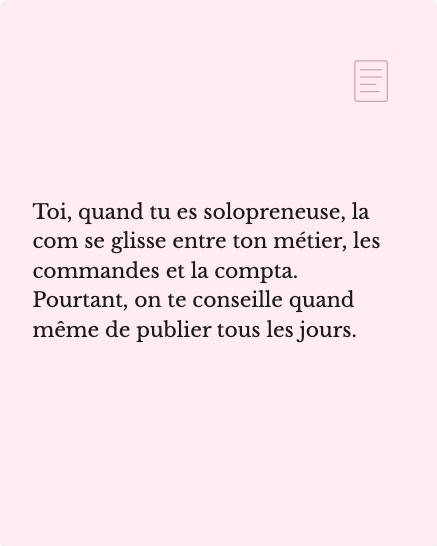 Toi, quand tu es solopreneuse, la
com se glisse entre ton métier, les
commandes et la compta.
Pourtant, on te conseille quand
même de publier tous les jours.